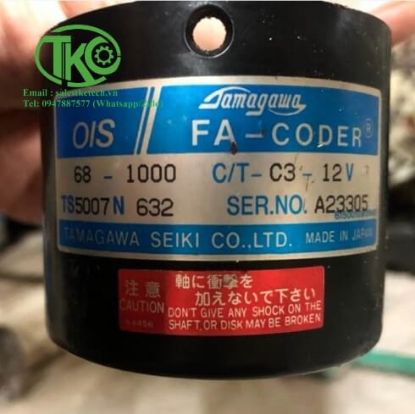 TKC
Email : salestkctech.vn
Tel: 0947887577 (Whatsapp/Zalo)
Tamagawa
OIS FA-CODER®
68 - 1000 C/T- C3 - 12V
TS5007N 632 SER.NO. A23305
TAMAGAWA SEIKI CO.,LTD. MADE IN JAPAN
注意
CAUTION
軸に衝撃を
加えないで下さい
DON'T GIVE ANY SHOCK ON THE
SHAFT, OR DISK MAY BE BROKEN